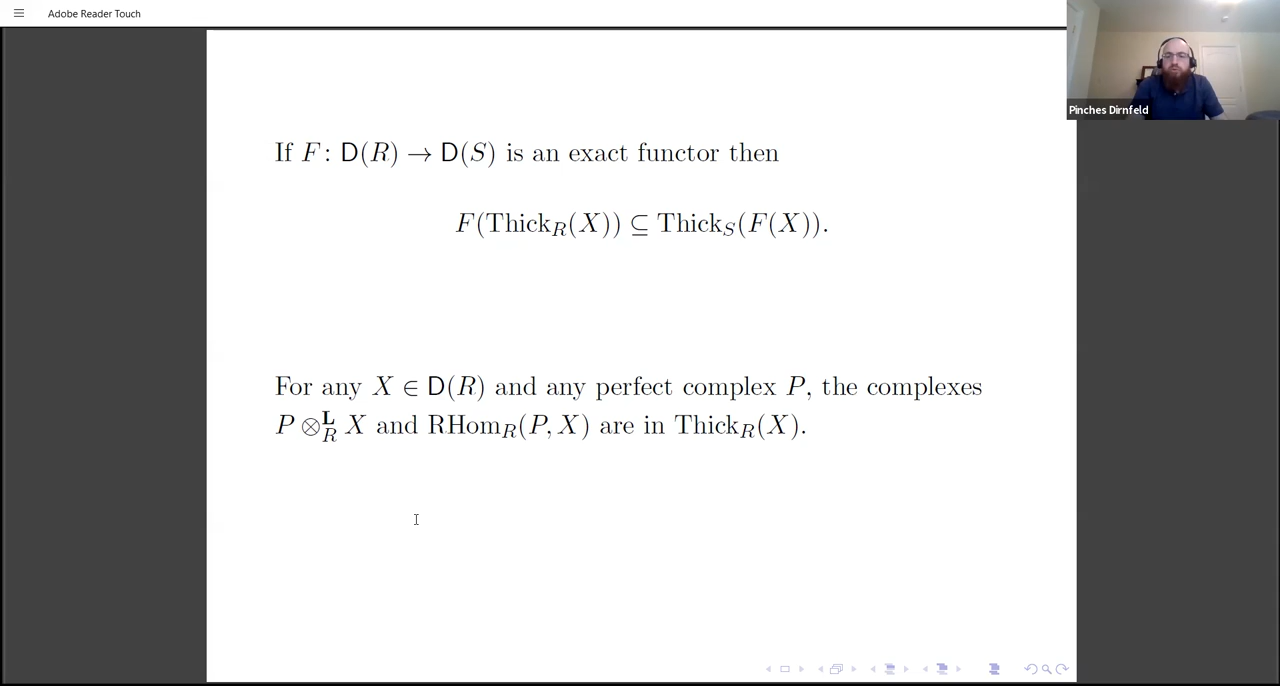 Adobe Reader Touch
Pinches Dirnfeld
If F: D(R) → D(S) is an exact functor then
F(Thick_R(X)) ⊆ Thick_S(F(X)).
For any X ∈ D(R) and any perfect complex P, the complexes
P ⊗_R^L X and RHom_R(P, X) are in Thick_R(X).